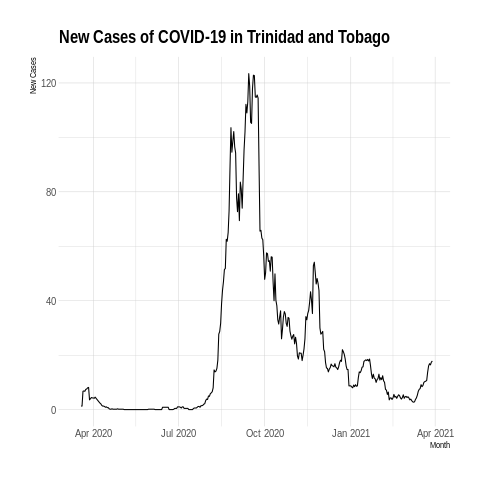 New Cases of COVID-19 in Trinidad and Tobago
New Cases
120
80
40
0
Apr 2020 Jul 2020 Oct 2020 Jan 2021 Apr 2021
Month